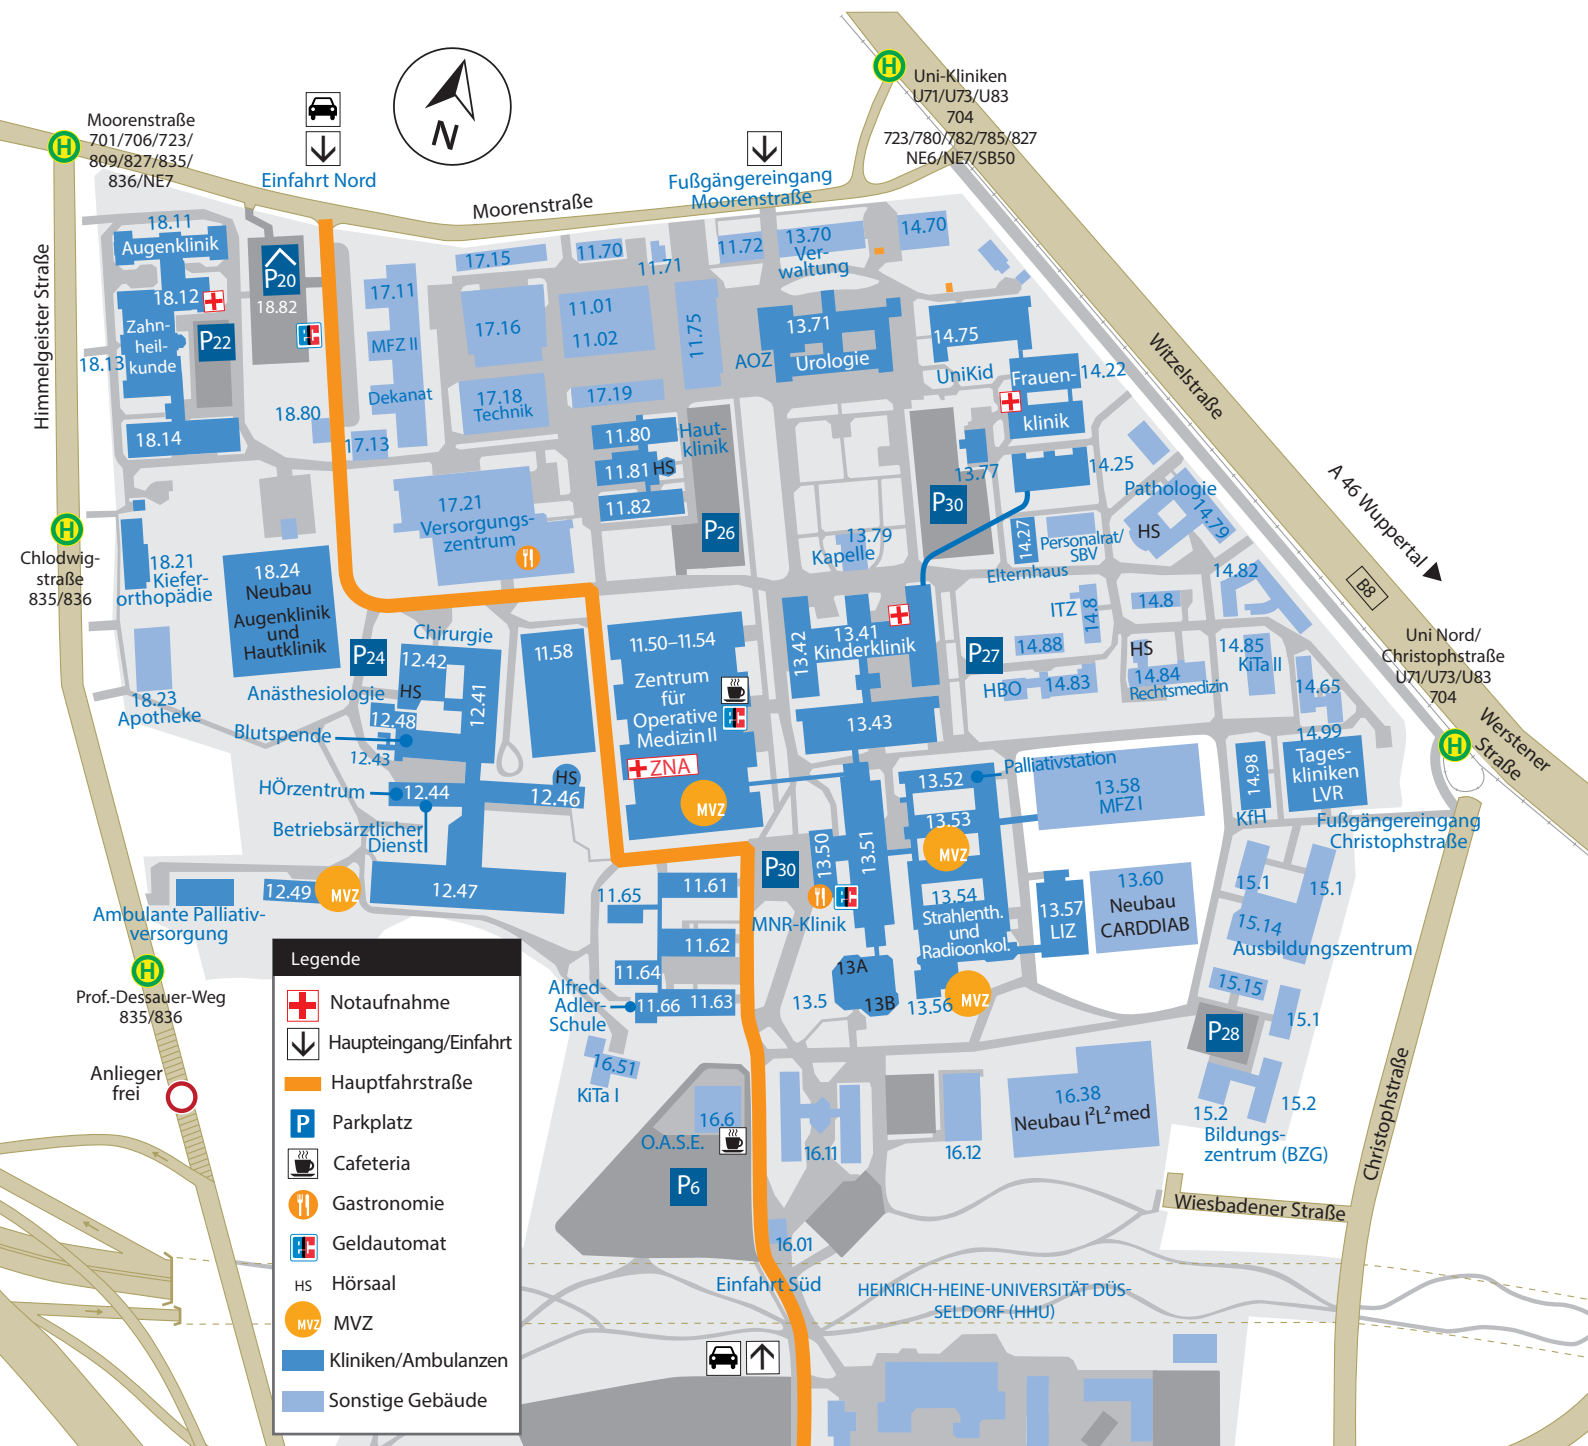 Moorenstraße
701/706/723/
809/827/835/
836/NE7
Einfahrt Nord
N
Moorenstraße
Fußgängereingang
Moorenstraße
Uni-Kliniken
U71/U73/U83
704
723/780/782/785/827
NE6/NE7/SB50
H
H
Himmelgeister Straße
18.11
Augenklinik
18.12
Zahn-
heil-
kunde
18.13
18.14
P20
18.82
P22
18.80
17.11
MFZ II
Dekanat
17.13
17.15
17.16
17.18
Technik
11.70
11.71
11.01
11.02
17.19
11.75
11.72
13.70
Ver-
waltung
14.70
AOZ
13.71
Urologie
14.75
UniKid
Frauen-
klinik
14.22
14.25
13.77
Witzelstraße
A 46 Wuppertal
B8
11.80
11.81 HS
11.82
Haut-
klinik
P26
P30
17.21
Versorgungs-
zentrum
13.79
Kapelle
14.27
Personalrat/
SBV
Elternhaus
Pathologie
14.79
HS
14.82
H
Chlodwig-
straße
835/836
18.21
Kiefer-
orthopädie
18.24
Neubau
Augenklinik
und
Hautklinik
18.23
Apotheke
P24
Chirurgie
12.42
HS
12.41
Anästhesiologie
12.48
Blutspende
12.43
HÖrzentrum
12.44
Betriebsärztlicher
Dienst
HS
12.46
12.47
12.49
MVZ
Ambulante Palliativ-
versorgung
11.58
11.50–11.54
Zentrum
für
Operative
Medizin II
ZNA
MVZ
13.42
13.41
Kinderklinik
13.43
P27
ITZ
14.8
14.8
14.88
HBO
14.83
HS
14.84
Rechtsmedizin
14.85
KiTa II
14.65
14.99
Uni Nord/
Christophstraße
U71/U73/U83
704
H
Werstener
Straße
Tages-
kliniken
LVR
14.98
KfH
Fußgängereingang
Christophstraße
13.52
Palliativstation
13.53
MVZ
13.54
Strahlenth.
und
Radioonkol.
13.56
MVZ
13.58
MFZ I
13.57
LIZ
13.60
Neubau
CARDDIAB
13.50
13.51
P30
MNR-Klinik
13A
13B
13.5
11.61
11.65
11.62
11.64
11.66
11.63
Alfred-
Adler-
Schule
16.51
KiTa I
15.1
15.1
15.14
Ausbildungszentrum
15.15
15.1
P28
15.2
15.2
Bildungs-
zentrum (BZG)
Christophstraße
Wiesbadener Straße
16.38
Neubau I²L²med
16.12
16.11
16.6
O.A.S.E.
P6
16.01
Einfahrt Süd
HEINRICH-HEINE-UNIVERSITÄT DÜS-
SELDORF (HHU)
H
Prof.-Dessauer-Weg
835/836
Anlieger
frei
Legende
Notaufnahme
Haupteingang/Einfahrt
Hauptfahrstraße
P Parkplatz
Cafeteria
Gastronomie
EC Geldautomat
HS Hörsaal
MVZ MVZ
Kliniken/Ambulanzen
Sonstige Gebäude